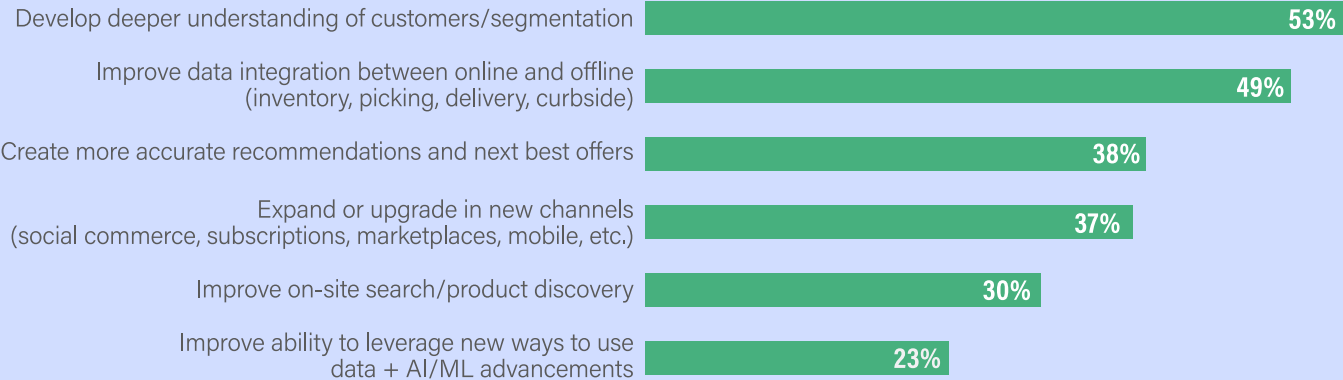 Develop deeper understanding of customers/segmentation
53%
Improve data integration between online and offline
(inventory, picking, delivery, curbside)
49%
Create more accurate recommendations and next best offers
38%
Expand or upgrade in new channels
(social commerce, subscriptions, marketplaces, mobile, etc.)
37%
Improve on-site search/product discovery
30%
Improve ability to leverage new ways to use
data + AI/ML advancements
23%